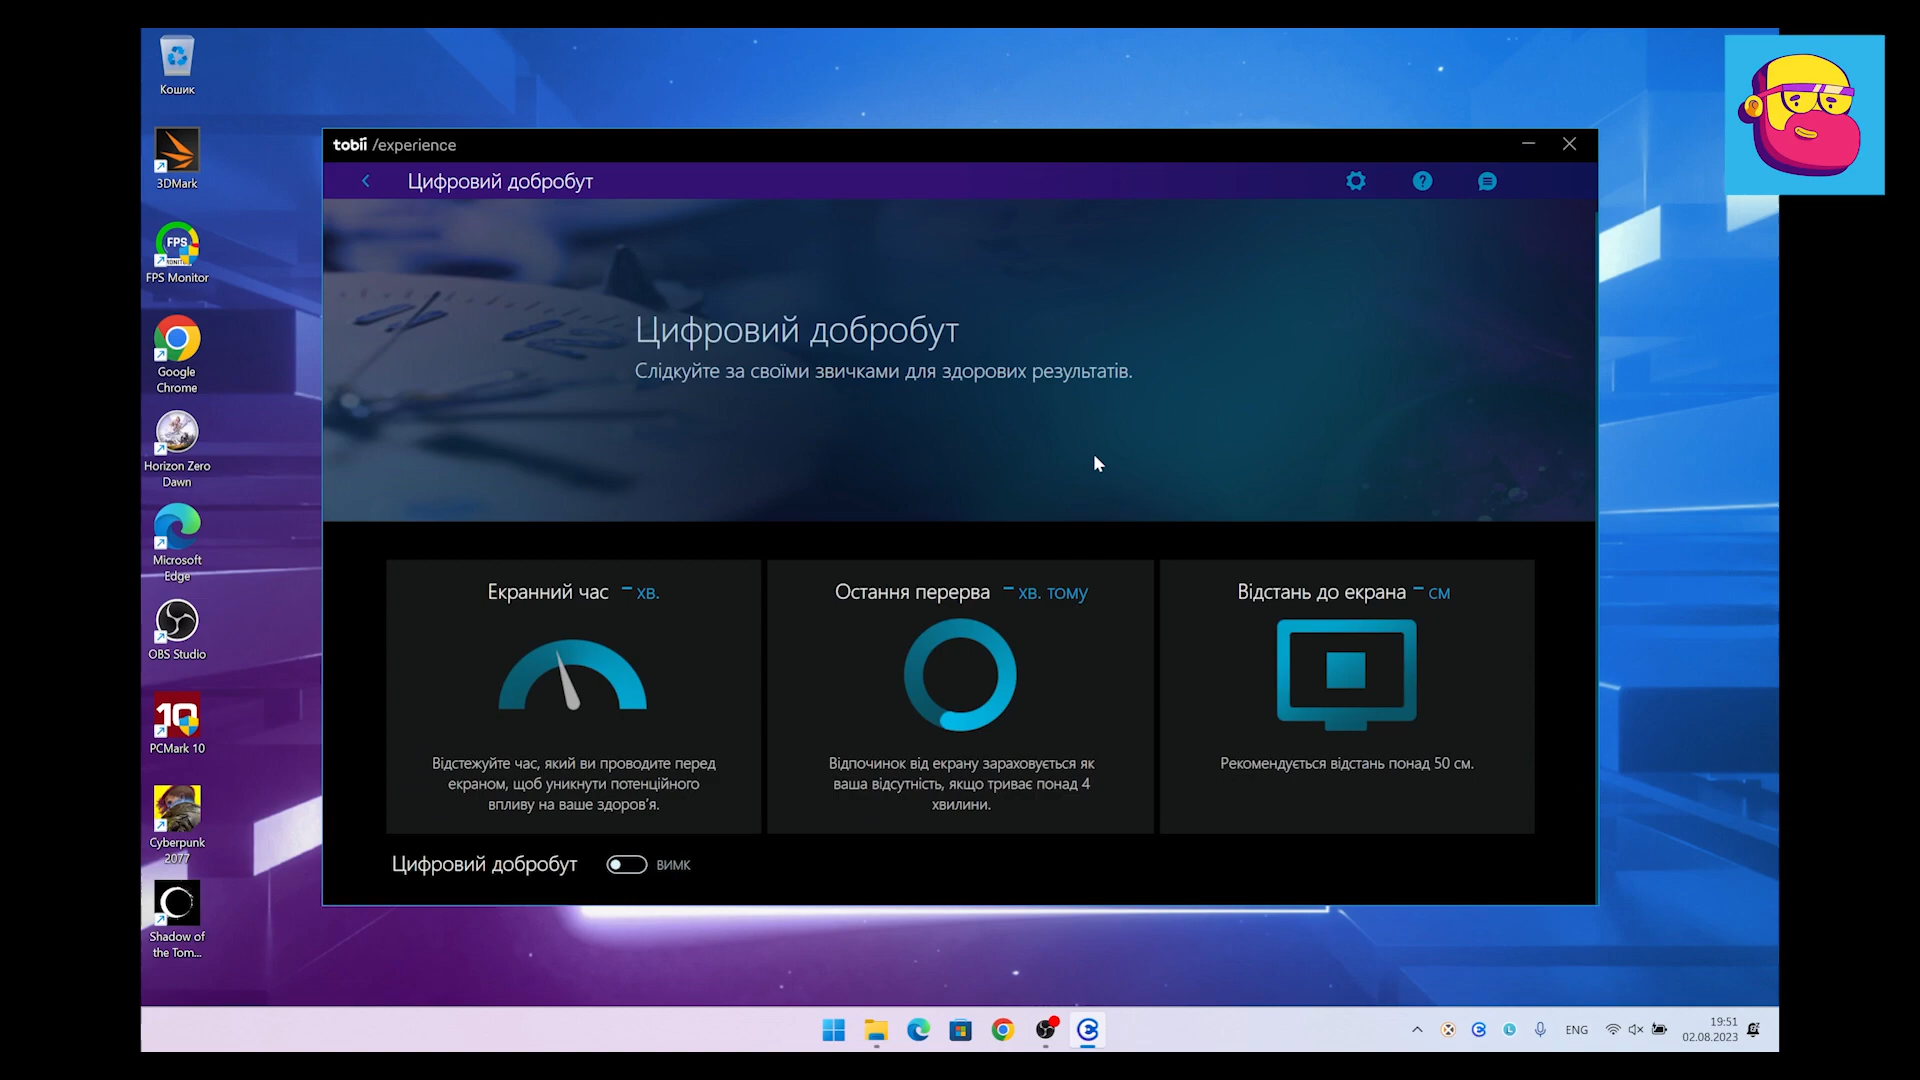 Кошик
3DMark
FPS
FPS Monitor
Google
Chrome
Horizon Zero
Dawn
Microsoft
Edge
OBS Studio
10
PCMark 10
Cyberpunk
2077
Shadow of
the Tom...
tobii /experience
Цифровий добробут
Цифровий добробут
Слідкуйте за своїми звичками для здорових результатів.
Екранний час - хв.
Відстежуйте час, який ви проводите перед
екраном, щоб уникнути потенційного
впливу на ваше здоров'я.
Остання перерва - хв. тому
Відпочинок від екрану зараховується як
ваша відсутність, якщо триває понад 4
хвилини.
Відстань до екрана - см
Рекомендується відстань понад 50 см.
Цифровий добробут ВИМК
ENG
19:51
02.08.2023